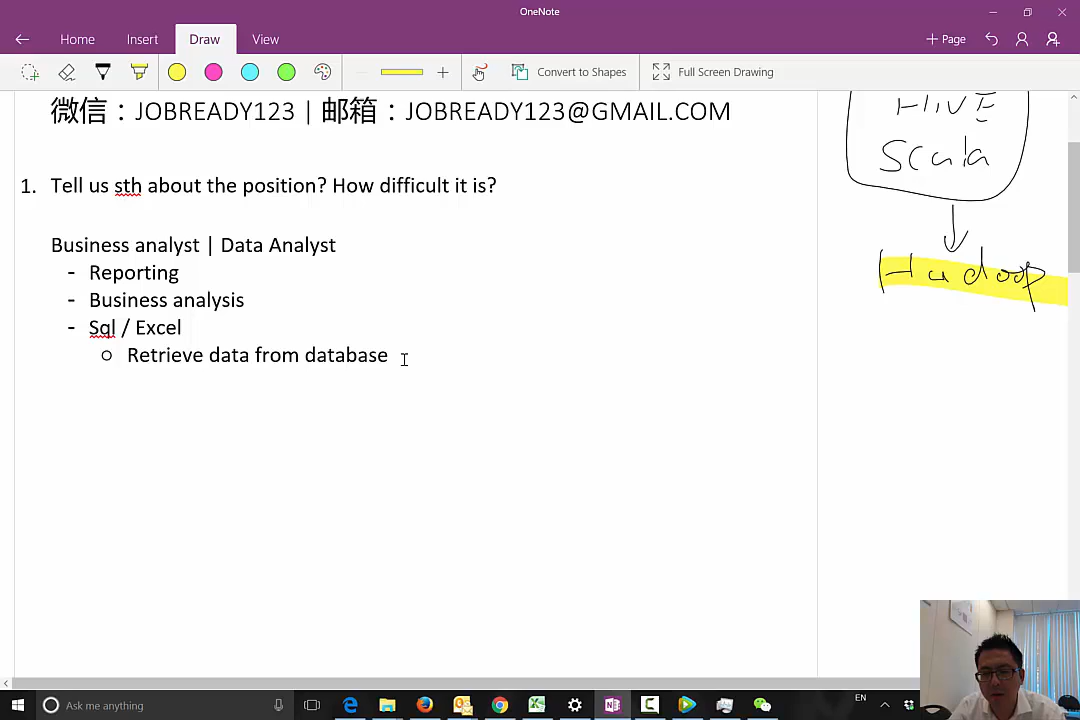 OneNote
Home
Insert
Draw
View
Page
Convert to Shapes
Full Screen Drawing
微信：JOBREADY123 | 邮箱：JOBREADY123@GMAIL.COM
HIVE
Scala
Hadoop
1. Tell us sth about the position? How difficult it is?
Business analyst | Data Analyst
- Reporting
- Business analysis
- Sql / Excel
○ Retrieve data from database
Ask me anything
EN